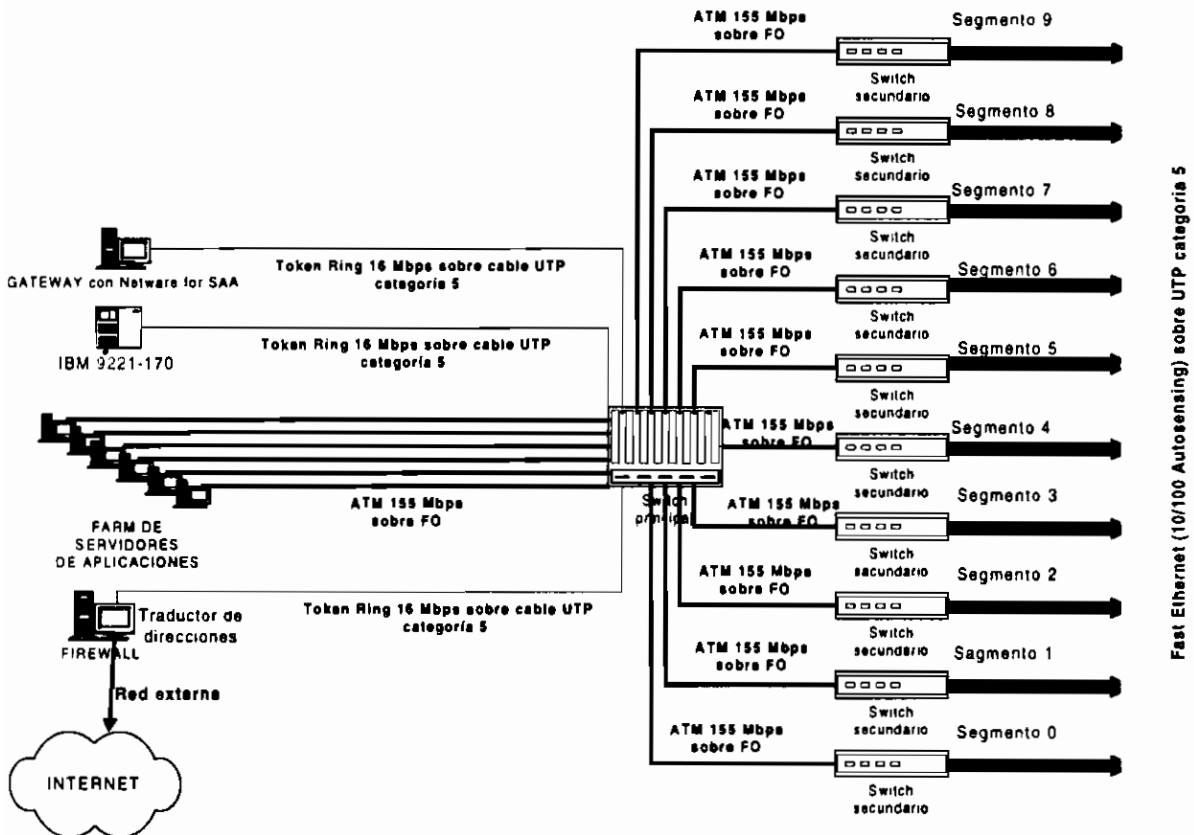 ATM 155 Mbps
sobre FO
Segmento 9
Switch
secundario
ATM 155 Mbps
sobre FO
Segmento 8
Switch
secundario
ATM 155 Mbps
sobre FO
Segmento 7
Switch
secundario
ATM 155 Mbps
sobre FO
Segmento 6
Switch
secundario
ATM 155 Mbps
sobre FO
Segmento 5
Switch
secundario
ATM 155 Mbps
sobre FO
Segmento 4
Switch
secundario
ATM 155 Mbps
sobre FO
Segmento 3
Switch
secundario
ATM 155 Mbps
sobre FO
Segmento 2
Switch
secundario
ATM 155 Mbps
sobre FO
Segmento 1
Switch
secundario
ATM 155 Mbps
sobre FO
Segmento 0
Switch
secundario
Fast Ethernet (10/100 Autosensing) sobre UTP categoría 5
GATEWAY con Netware for SAA
Token Ring 16 Mbps sobre cable UTP
categoría 5
IBM 9221-170
Token Ring 16 Mbps sobre cable UTP
categoría 5
Switch
principal
ATM 155 Mbps
sobre FO
FARM DE
SERVIDORES
DE APLICACIONES
Traductor de
direcciones
FIREWALL
Token Ring 16 Mbps sobre cable UTP
categoría 5
Red externa
INTERNET